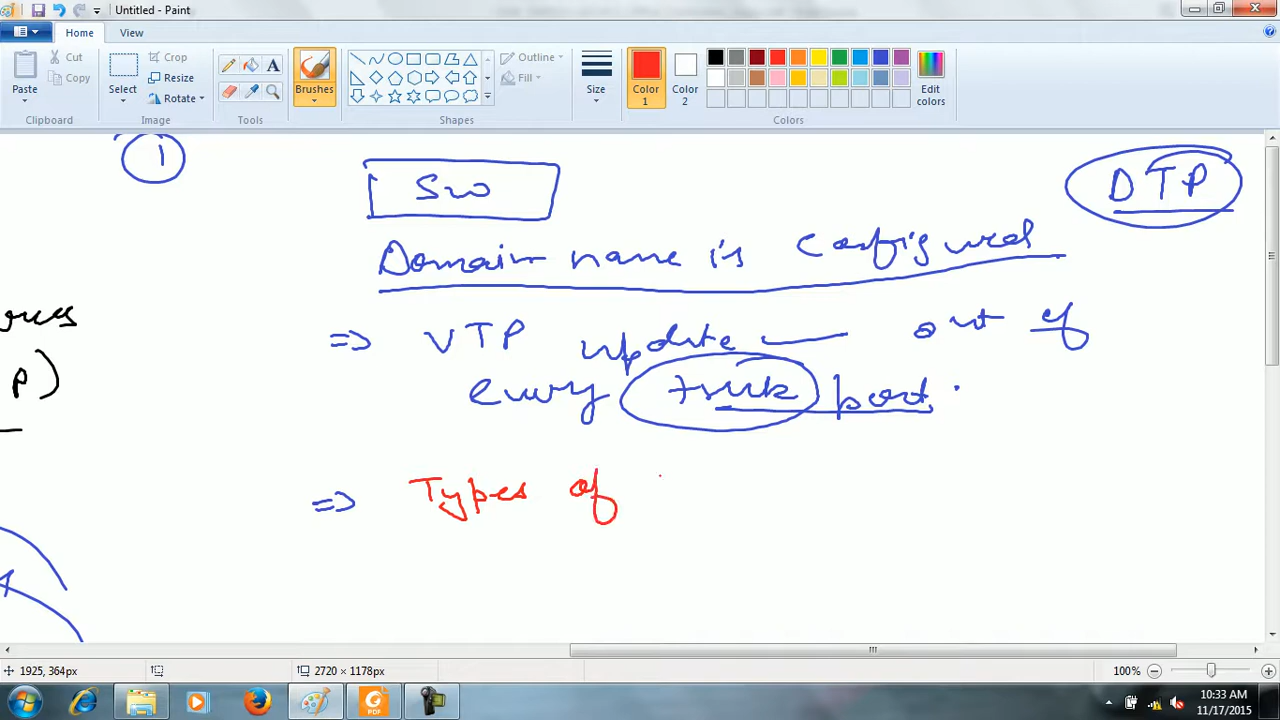 Untitled - Paint
Home View
Cut
Copy
Paste
Clipboard
Select
Crop
Resize
Rotate
Image
Tools
Brushes
Shapes
Outline
Fill
Size
Color 1
Color 2
Edit colors
Colors
1
SW
DTP
Domain name is configured
=> VTP update out of
every trunk port.
P)
=> Types of
1925, 364px
2720 × 1178px
100%
PDF
10:33 AM
11/17/2015